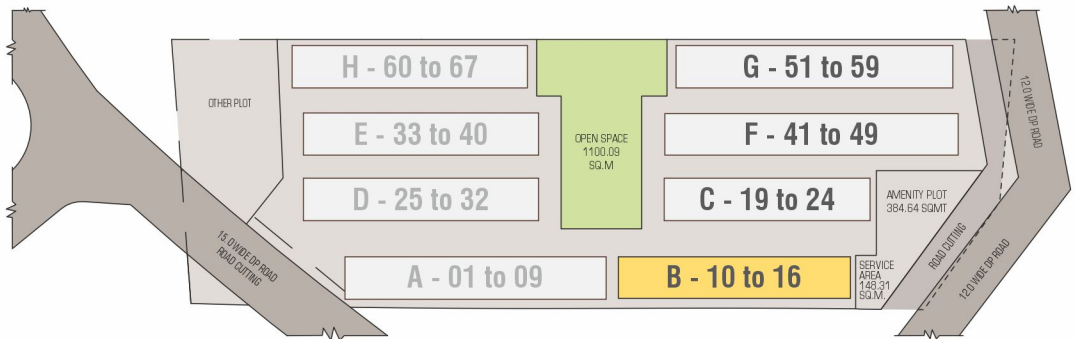 H - 60 to 67
G - 51 to 59
OTHER PLOT
12.0 WIDE DP ROAD
E - 33 to 40
OPEN SPACE
1100.09
SQ.M
F - 41 to 49
D - 25 to 32
C - 19 to 24
AMENITY PLOT
384.64 SQMT
15.0 WIDE DP ROAD
ROAD CUTTING
ROAD CUTTING
12.0 WIDE DP ROAD
A - 01 to 09
B - 10 to 16
SERVICE
AREA
148.31
SQ.M.